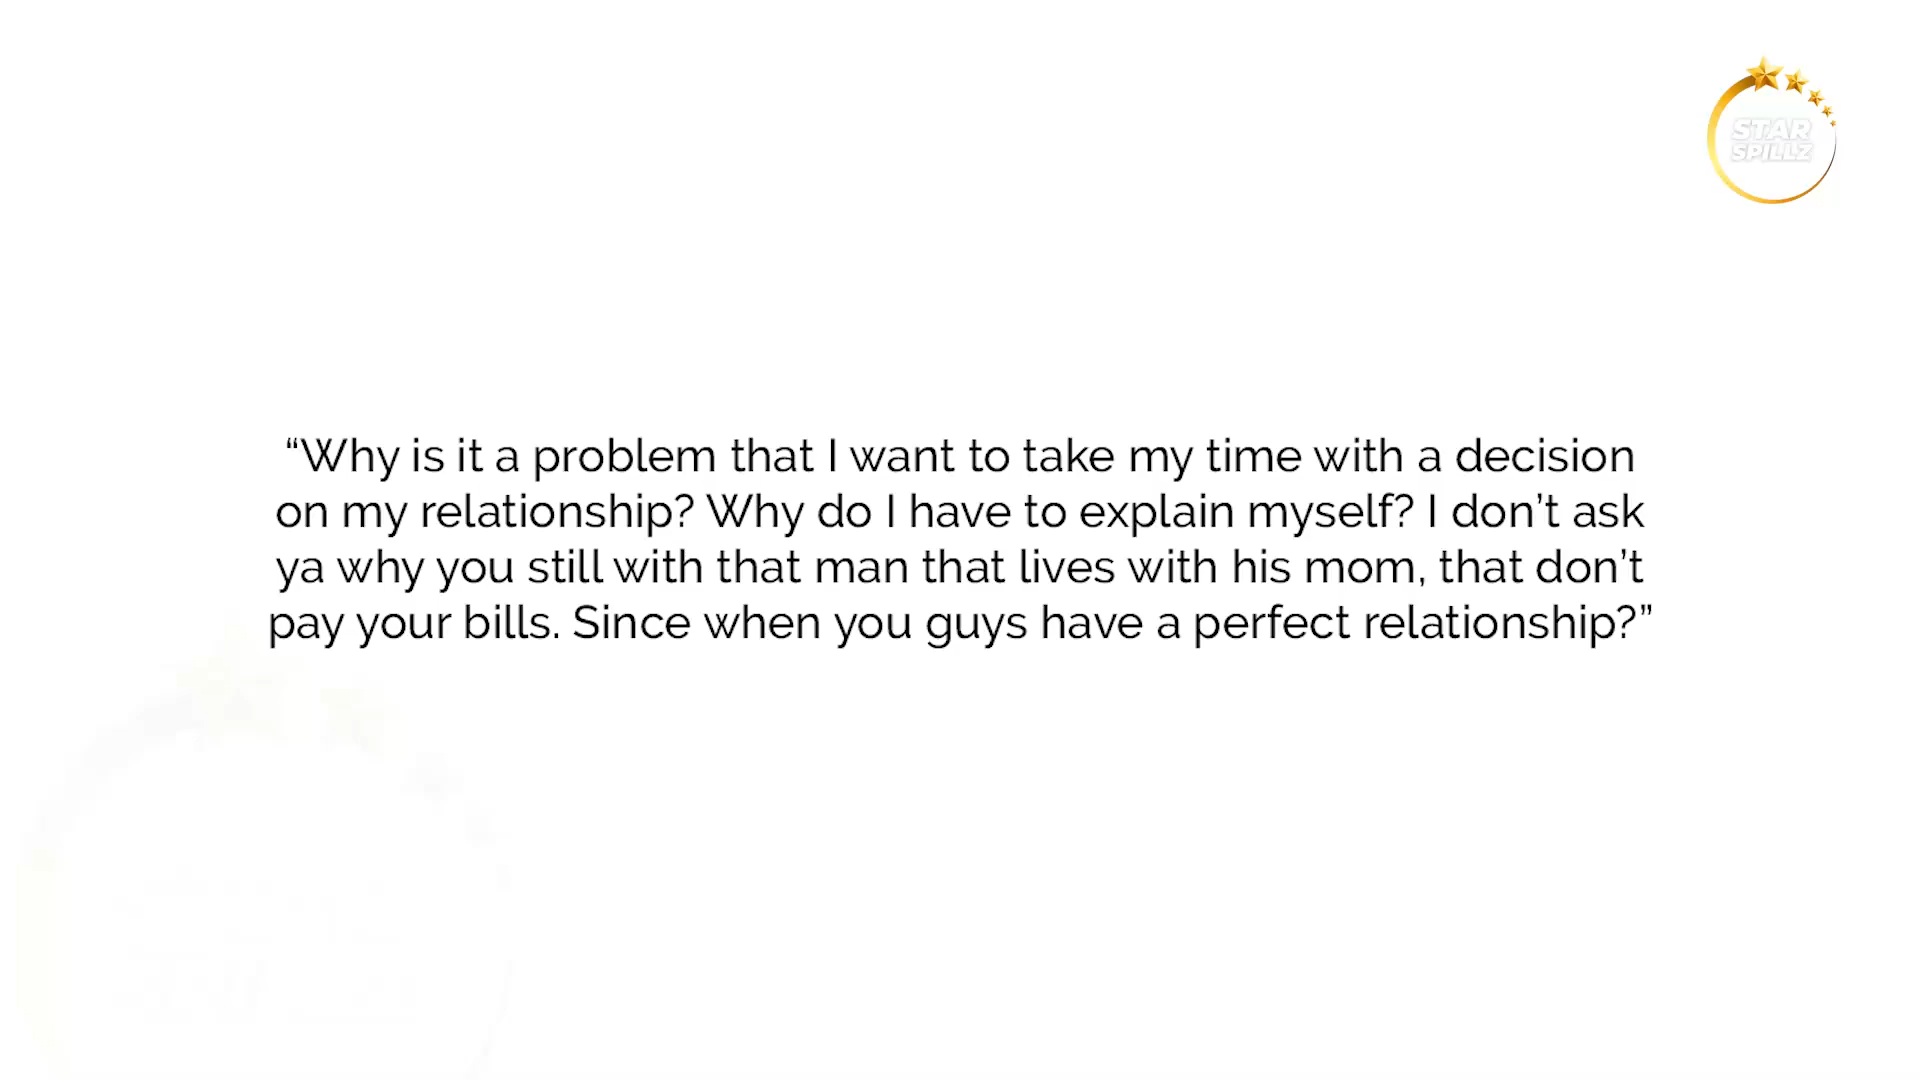 STAR
SPILLZ
“Why is it a problem that I want to take my time with a decision
on my relationship? Why do I have to explain myself? I don’t ask
ya why you still with that man that lives with his mom, that don’t
pay your bills. Since when you guys have a perfect relationship?”